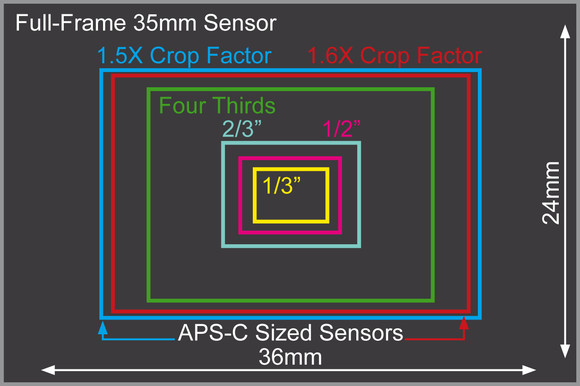 Full-Frame 35mm Sensor
1.5X Crop Factor
1.6X Crop Factor
Four Thirds
2/3”
1/2”
1/3”
24mm
APS-C Sized Sensors
36mm